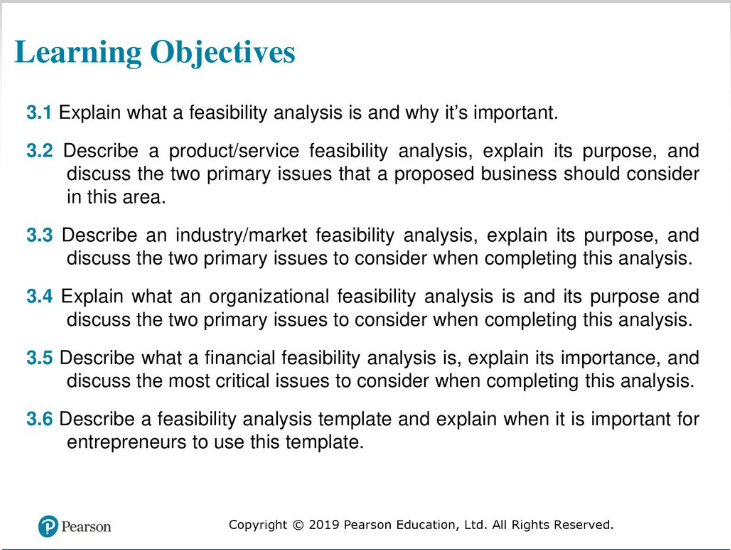 Learning Objectives
3.1 Explain what a feasibility analysis is and why it's important.
3.2 Describe a product/service feasibility analysis, explain its purpose, and
discuss the two primary issues that a proposed business should consider
in this area.
3.3 Describe an industry/market feasibility analysis, explain its purpose, and
discuss the two primary issues to consider when completing this analysis.
3.4 Explain what an organizational feasibility analysis is and its purpose and
discuss the two primary issues to consider when completing this analysis.
3.5 Describe what a financial feasibility analysis is, explain its importance, and
discuss the most critical issues to consider when completing this analysis.
3.6 Describe a feasibility analysis template and explain when it is important for
entrepreneurs to use this template.
P Pearson
Copyright © 2019 Pearson Education, Ltd. All Rights Reserved.